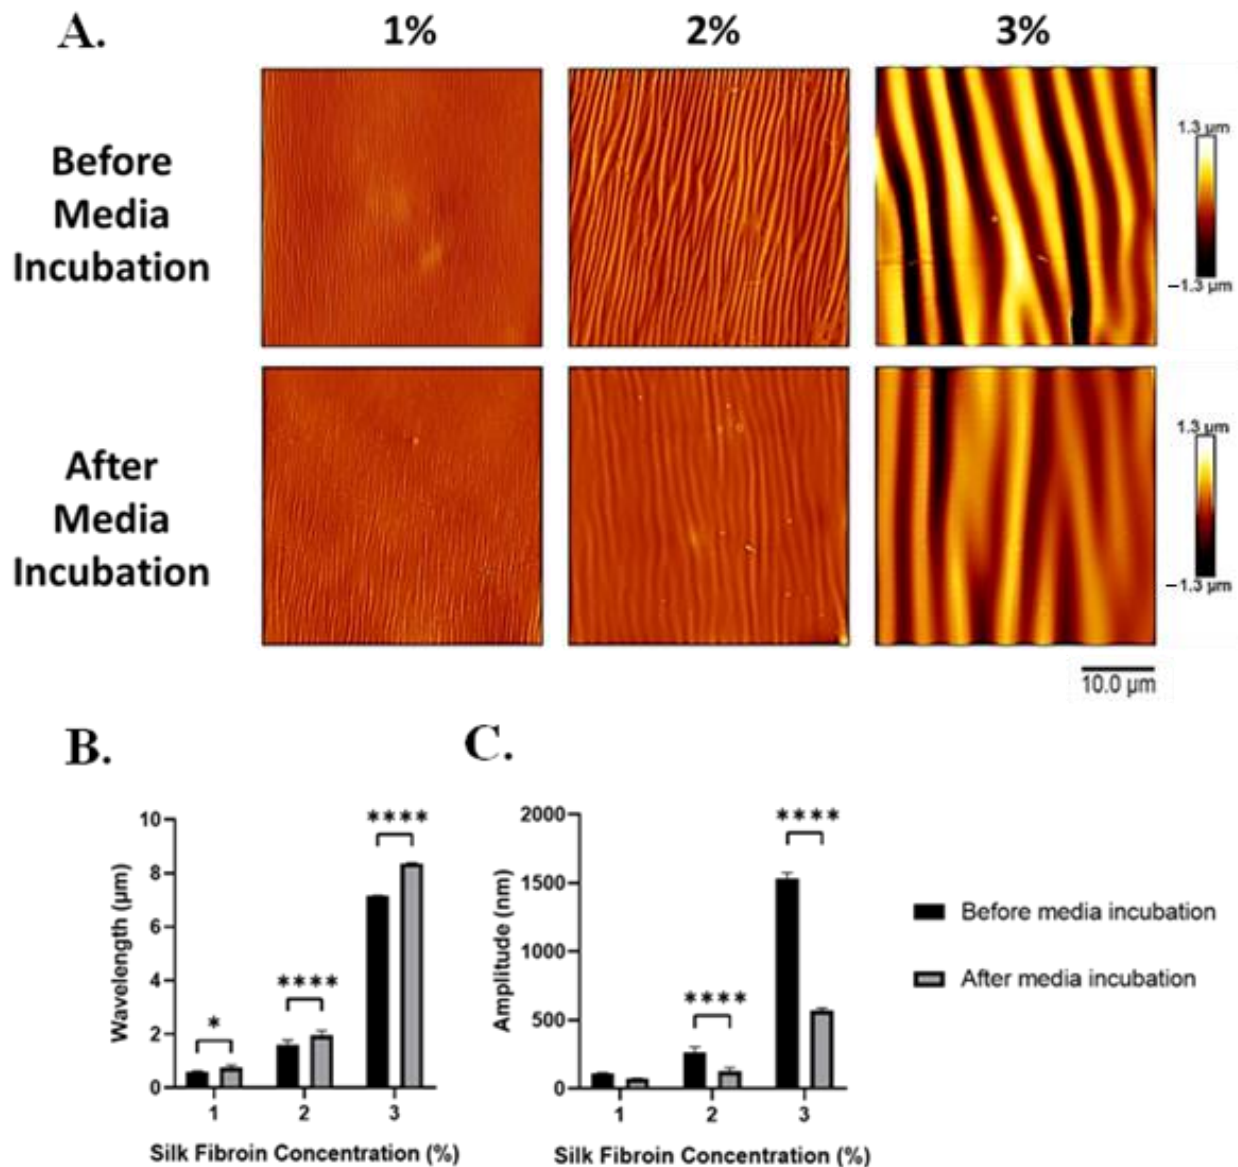 A.
1% 2% 3%
Before
Media
Incubation
1.3 µm
−1.3 µm
After
Media
Incubation
1.3 µm
−1.3 µm
10.0 µm
B.
Wavelength (µm)
10
8
6
4
2
0
*
****
****
1 2 3
Silk Fibroin Concentration (%)
C.
Amplitude (nm)
2000
1500
1000
500
0
****
****
1 2 3
Silk Fibroin Concentration (%)
Before media incubation
After media incubation